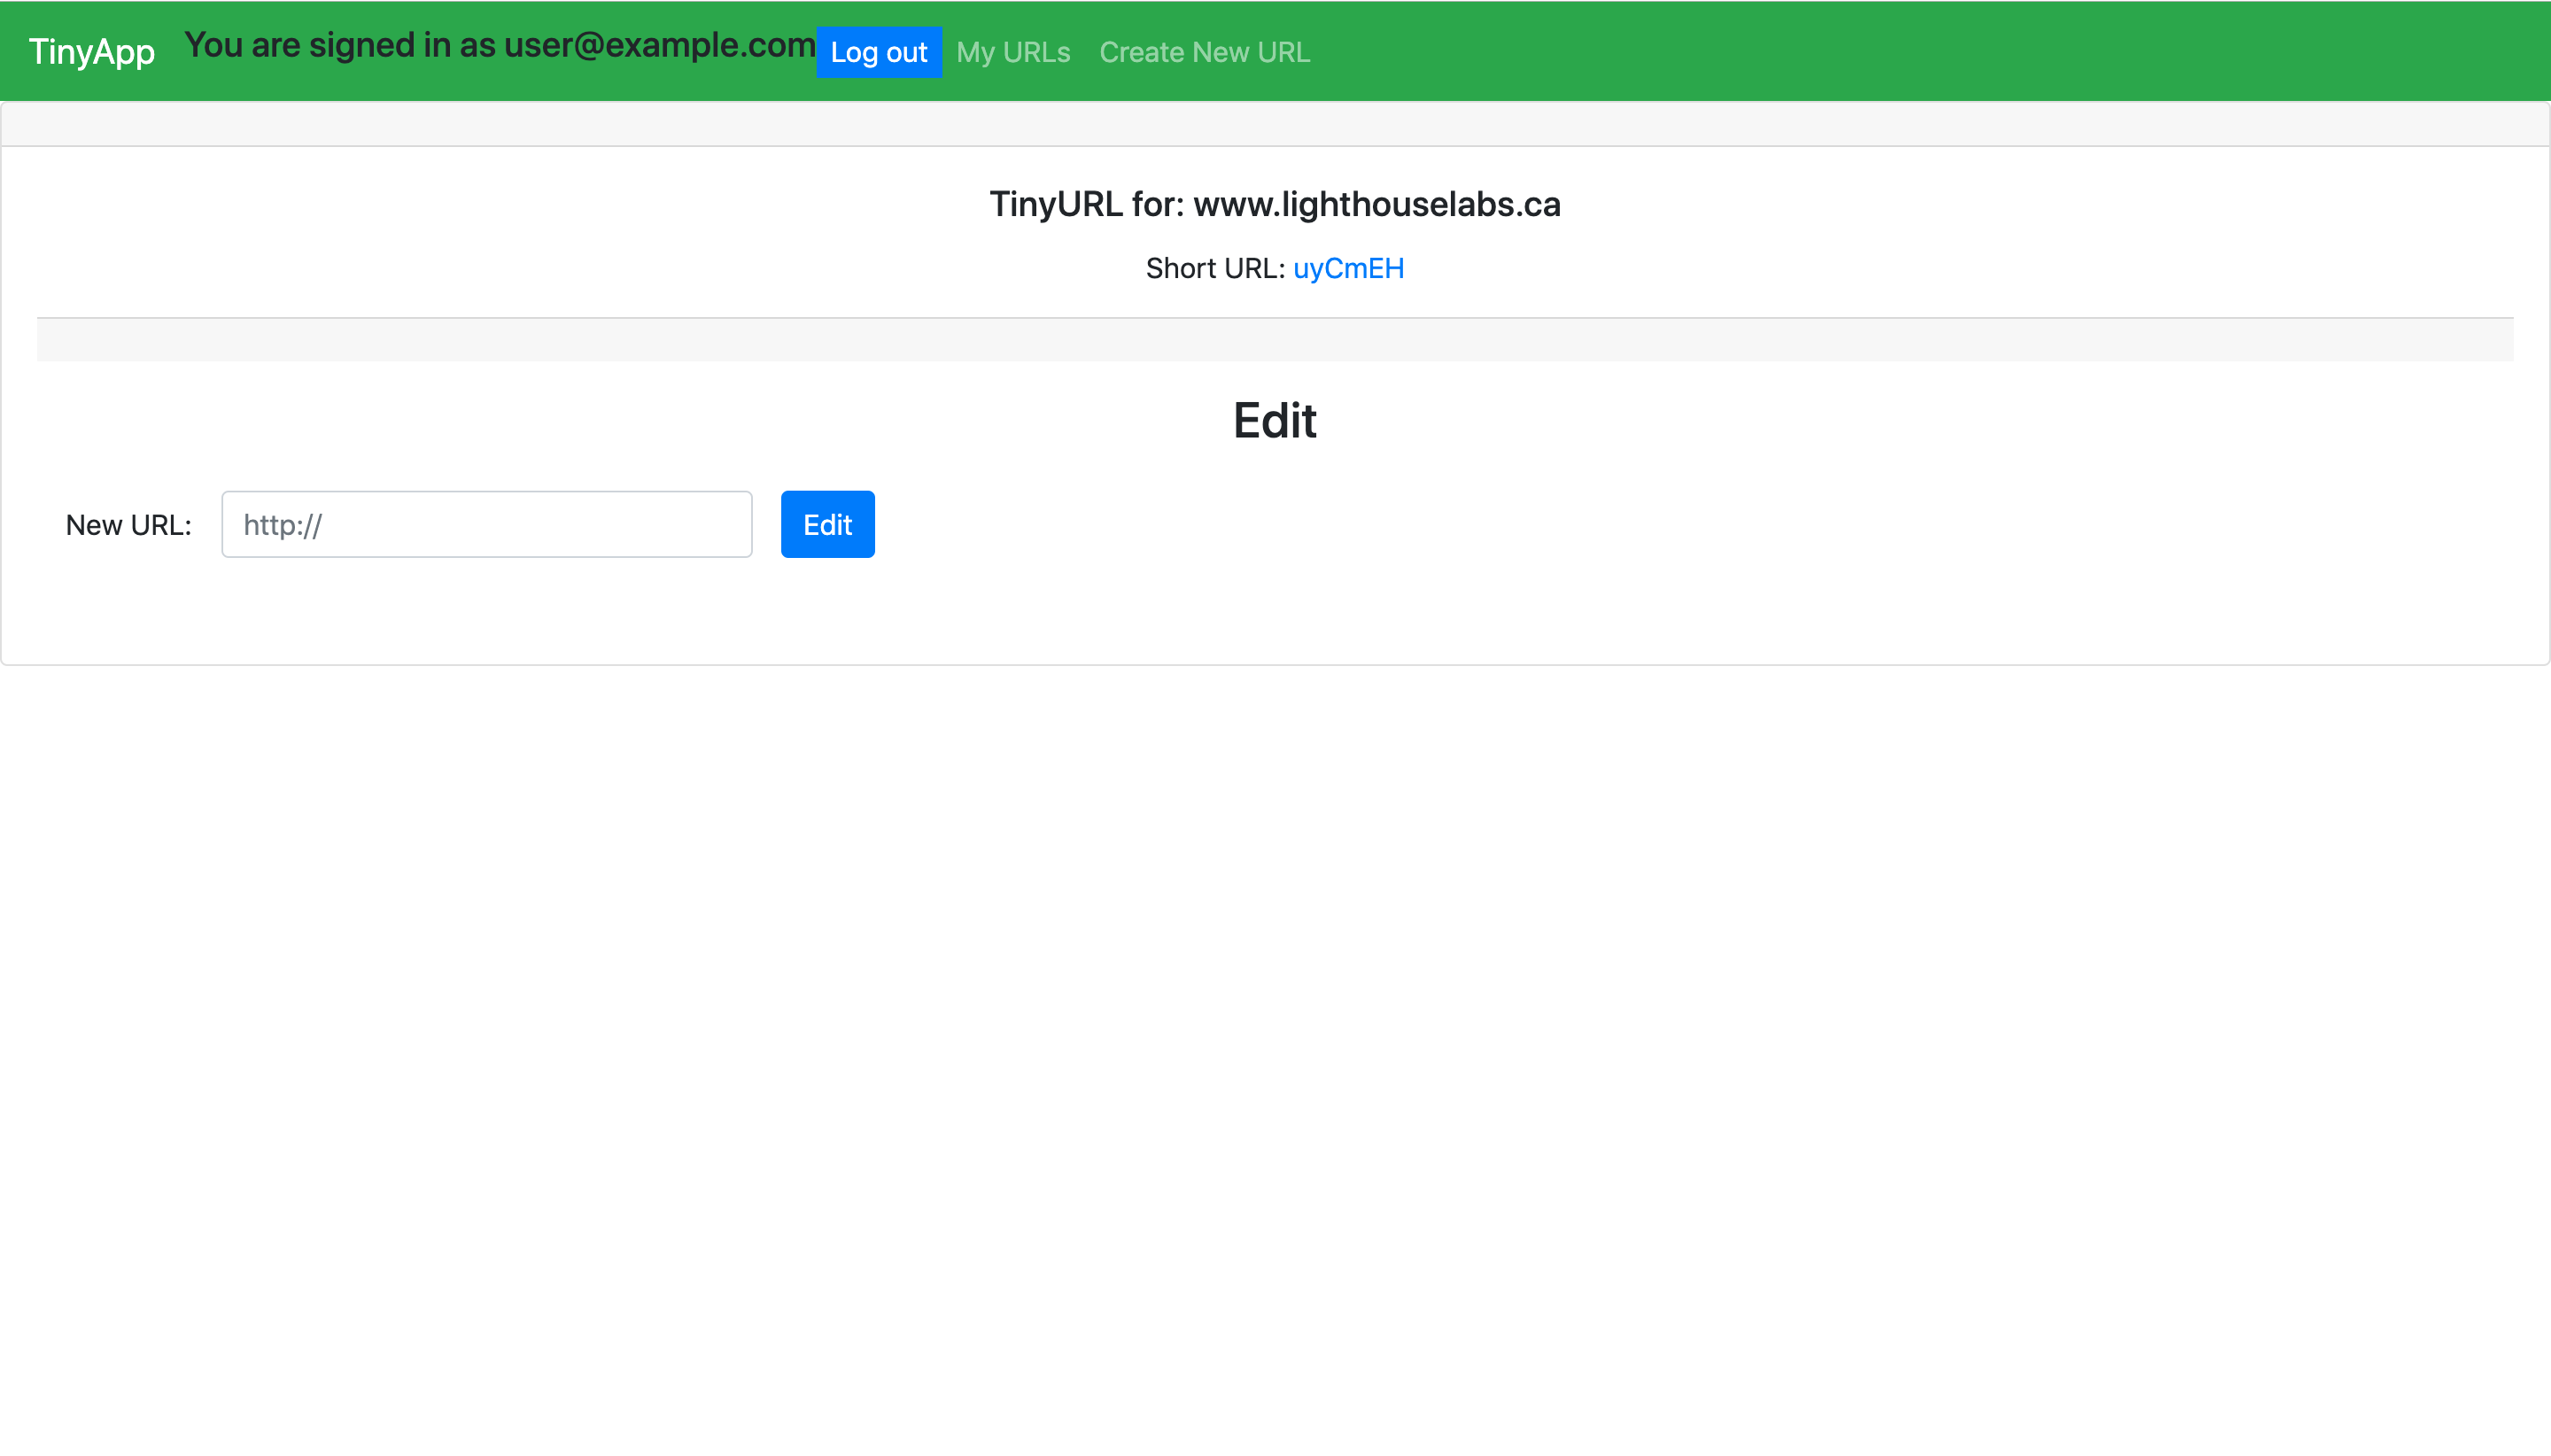 TinyApp You are signed in as user@example.com Log out My URLs Create New URL
TinyURL for: www.lighthouselabs.ca
Short URL: uyCmEH
Edit
New URL: http:// Edit